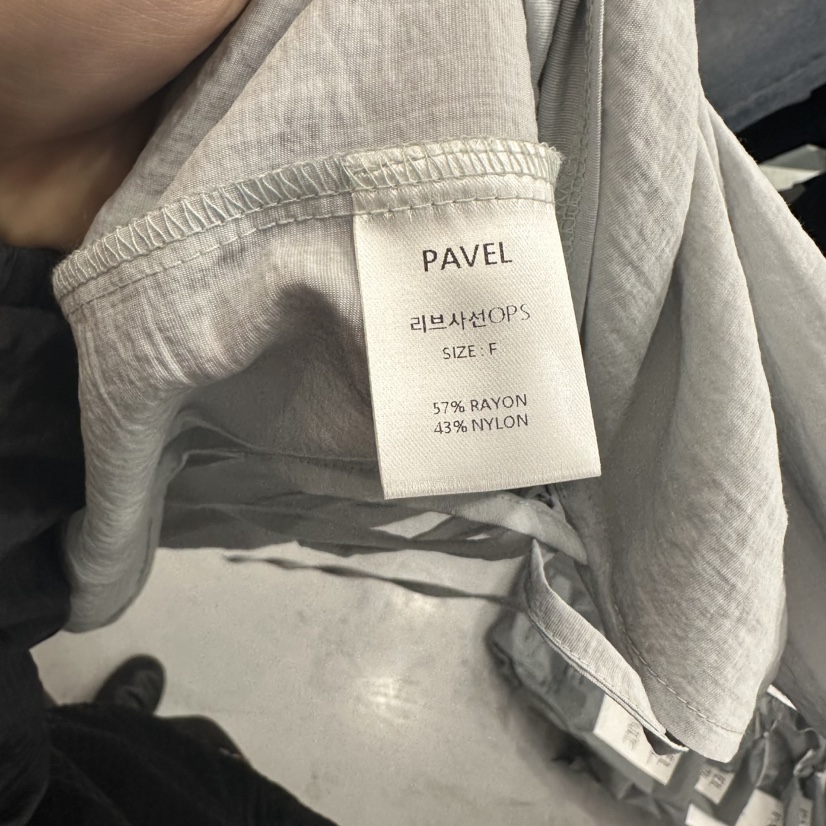 PAVEL
리브사선OPS
SIZE : F
57% RAYON
43% NYLON